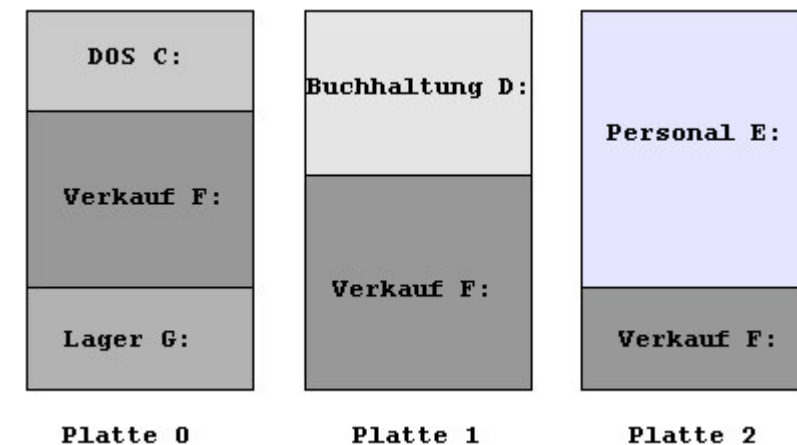 DOS C:
Verkauf F:
Lager G:
Platte 0
Buchhaltung D:
Verkauf F:
Platte 1
Personal E:
Verkauf F:
Platte 2